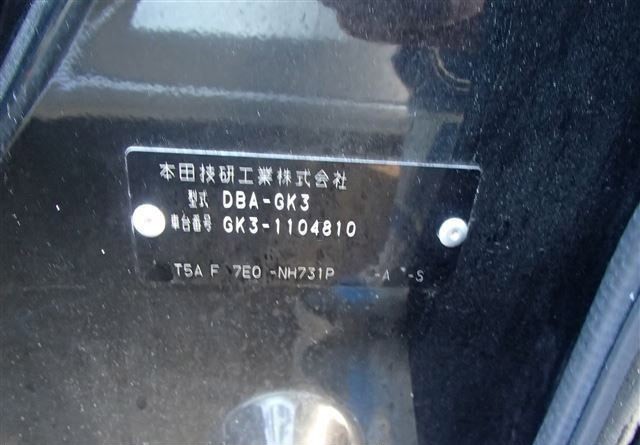 本田技研工業株式会社
型式 DBA-GK3
車台番号 GK3-1104810
T5A F 7E0 -NH731P -A -S